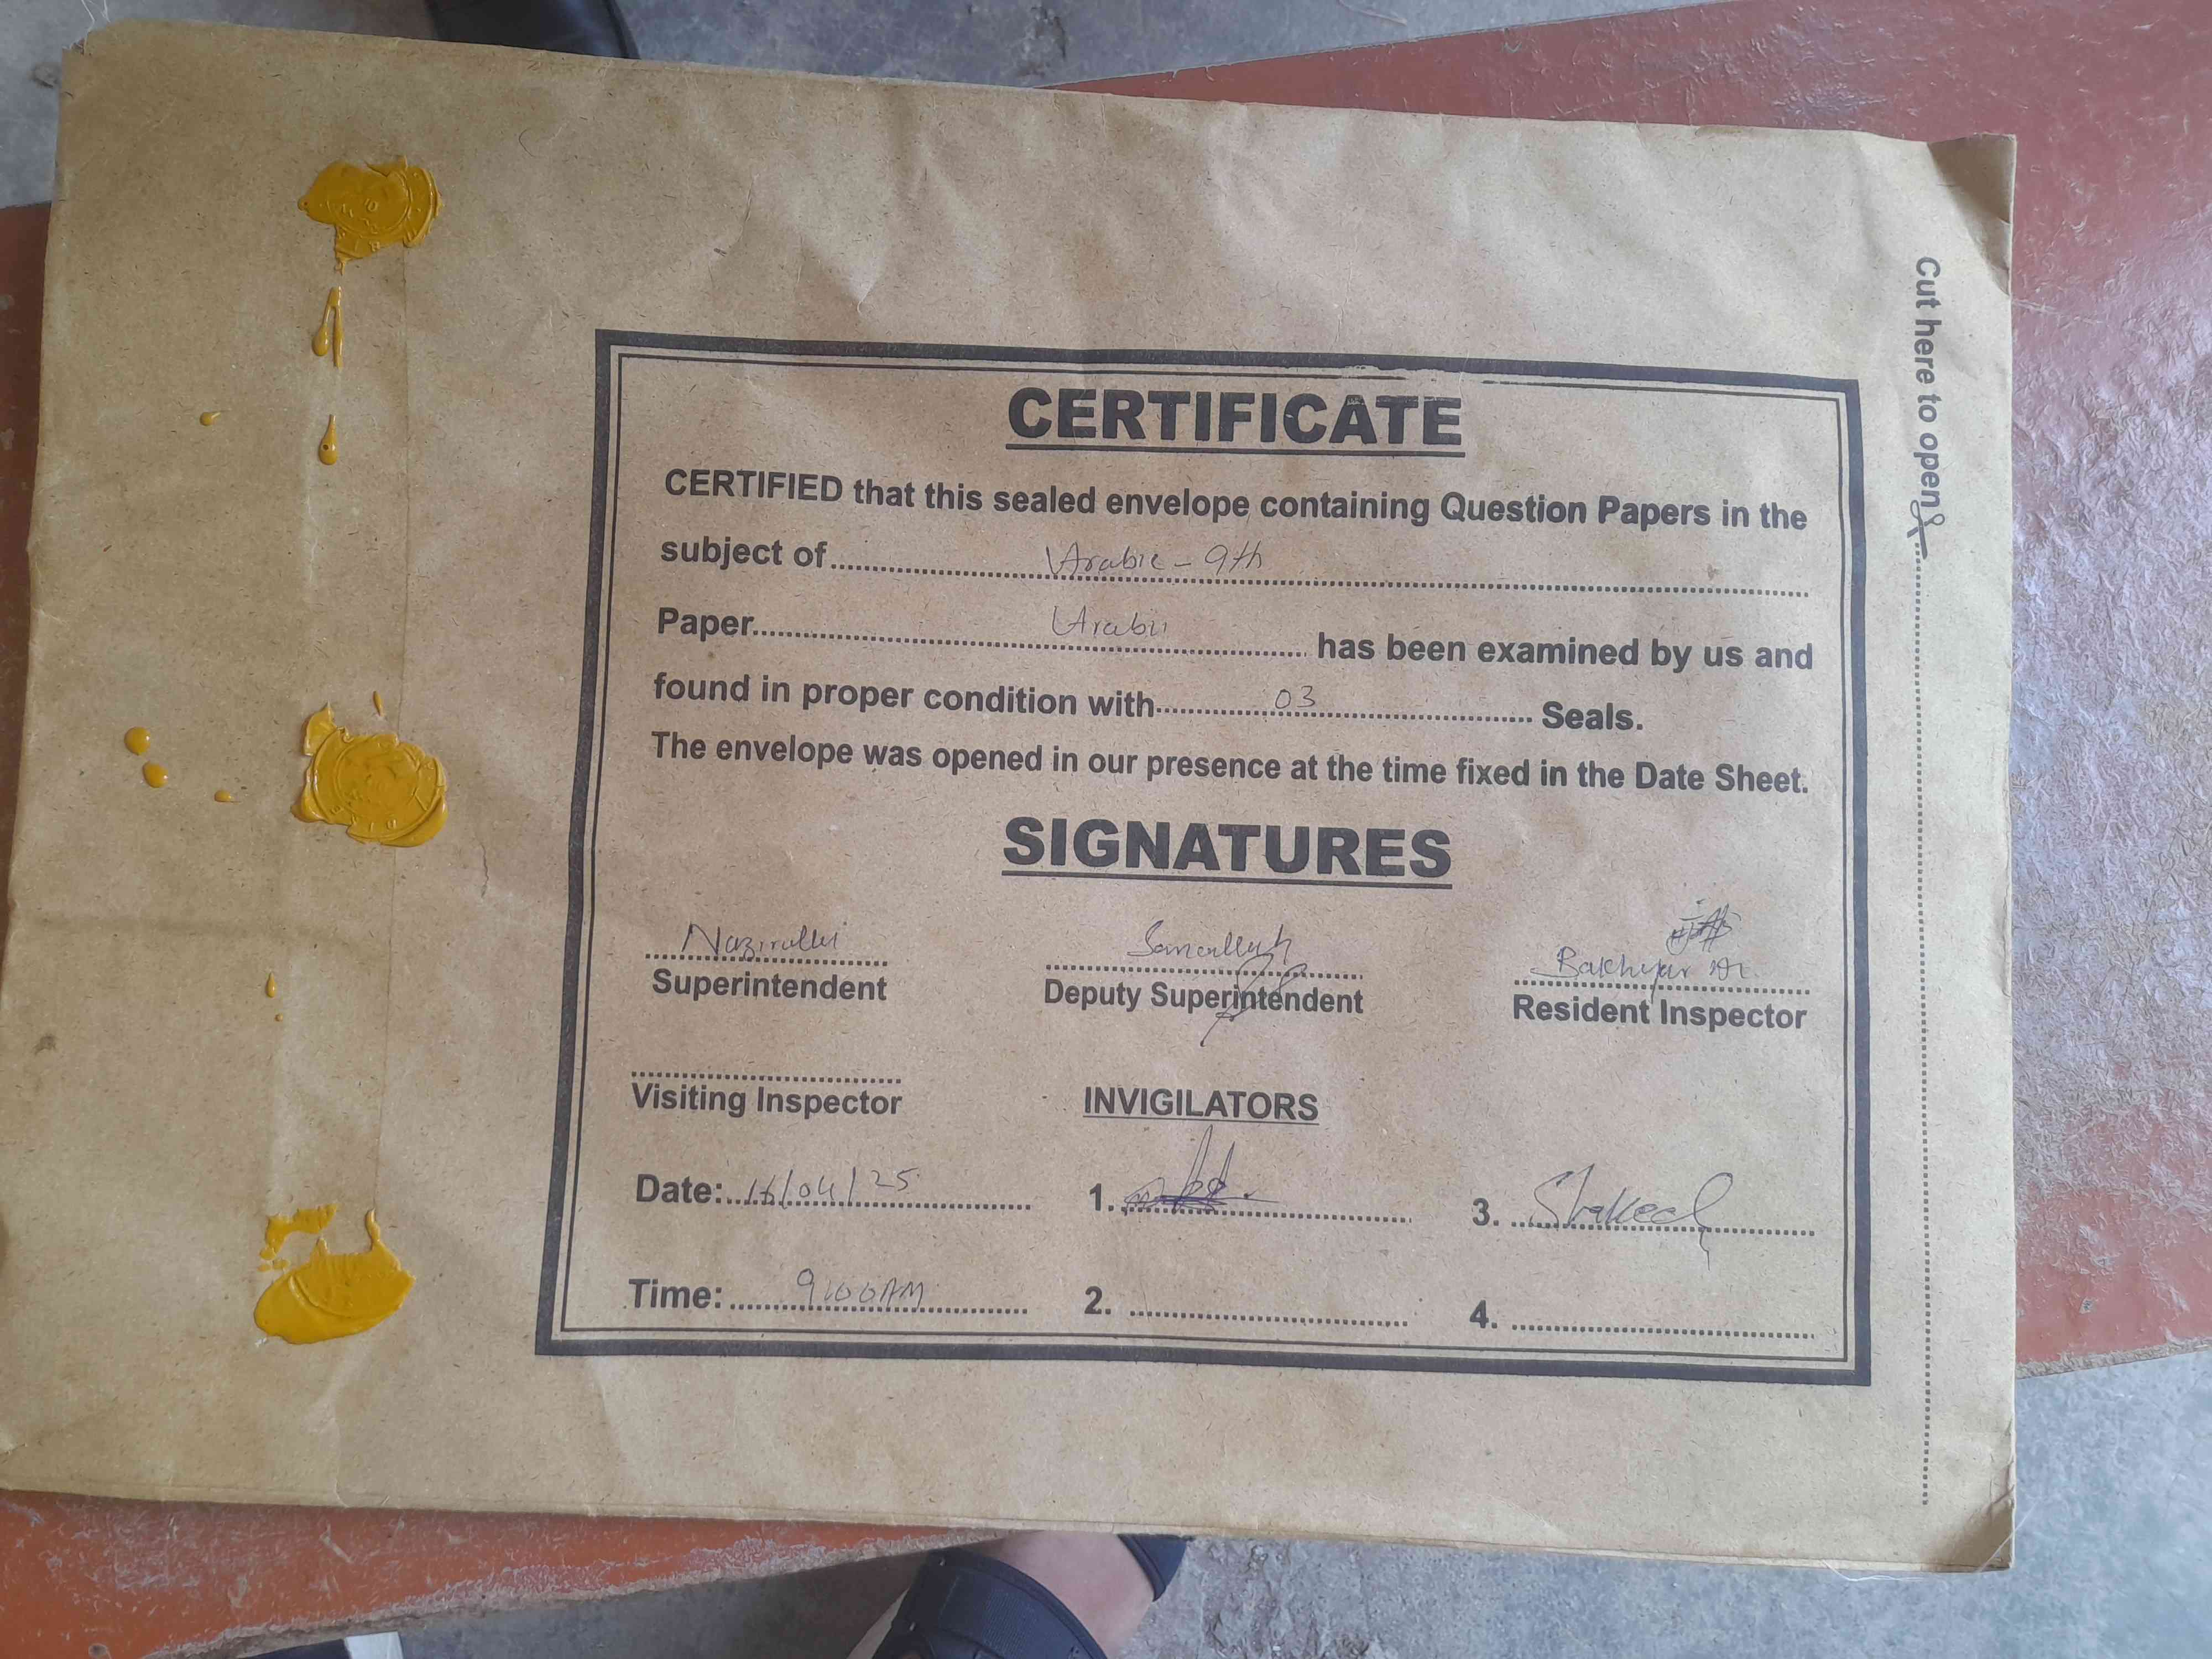 CERTIFICATE
CERTIFIED that this sealed envelope containing Question Papers in the
subject of Arabic - 9th
Paper Arabic has been examined by us and
found in proper condition with 03 Seals.
The envelope was opened in our presence at the time fixed in the Date Sheet.
SIGNATURES
Superintendent Deputy Superintendent Resident Inspector
Visiting Inspector INVIGILATORS
Date: 16/04/25 1. 3. Shakeel
Time: 9:00AM 2. 4.
Cut here to open